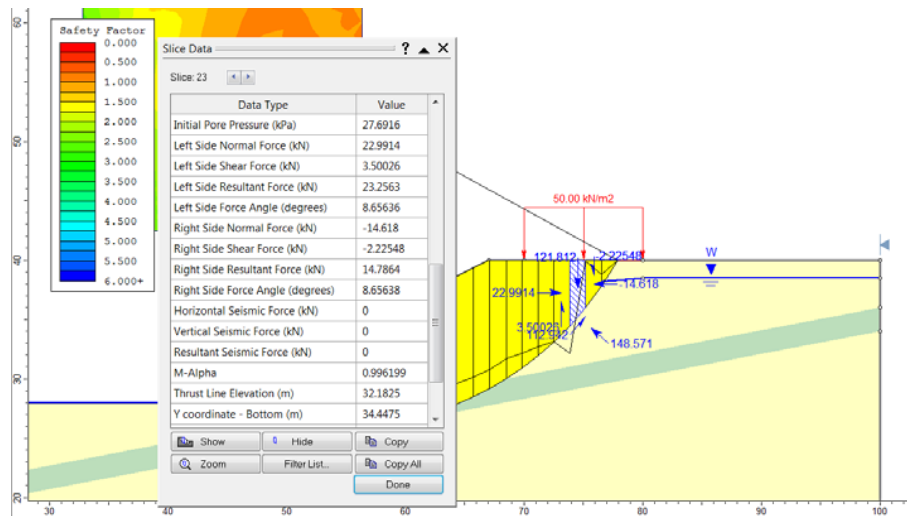 Safety Factor
0.000
0.500
1.000
1.500
2.000
2.500
3.000
3.500
4.000
4.500
5.000
5.500
6.000+
Slice Data
?
Slice: 23
Data Type Value
Initial Pore Pressure (kPa) 27.6916
Left Side Normal Force (kN) 22.9914
Left Side Shear Force (kN) 3.50026
Left Side Resultant Force (kN) 23.2563
Left Side Force Angle (degrees) 8.65636
Right Side Normal Force (kN) -14.618
Right Side Shear Force (kN) -2.22548
Right Side Resultant Force (kN) 14.7864
Right Side Force Angle (degrees) 8.65638
Horizontal Seismic Force (kN) 0
Vertical Seismic Force (kN) 0
Resultant Seismic Force (kN) 0
M-Alpha 0.996199
Thrust Line Elevation (m) 32.1825
Y coordinate - Bottom (m) 34.4475
Show Hide Copy
Zoom Filter List... Copy All
Done
50.00 kN/m2
121.812
-2.22548
W
22.9914
-14.618
3.50026
112.942
148.571
60
50
40
30
20
30 40 50 60 70 80 90 100